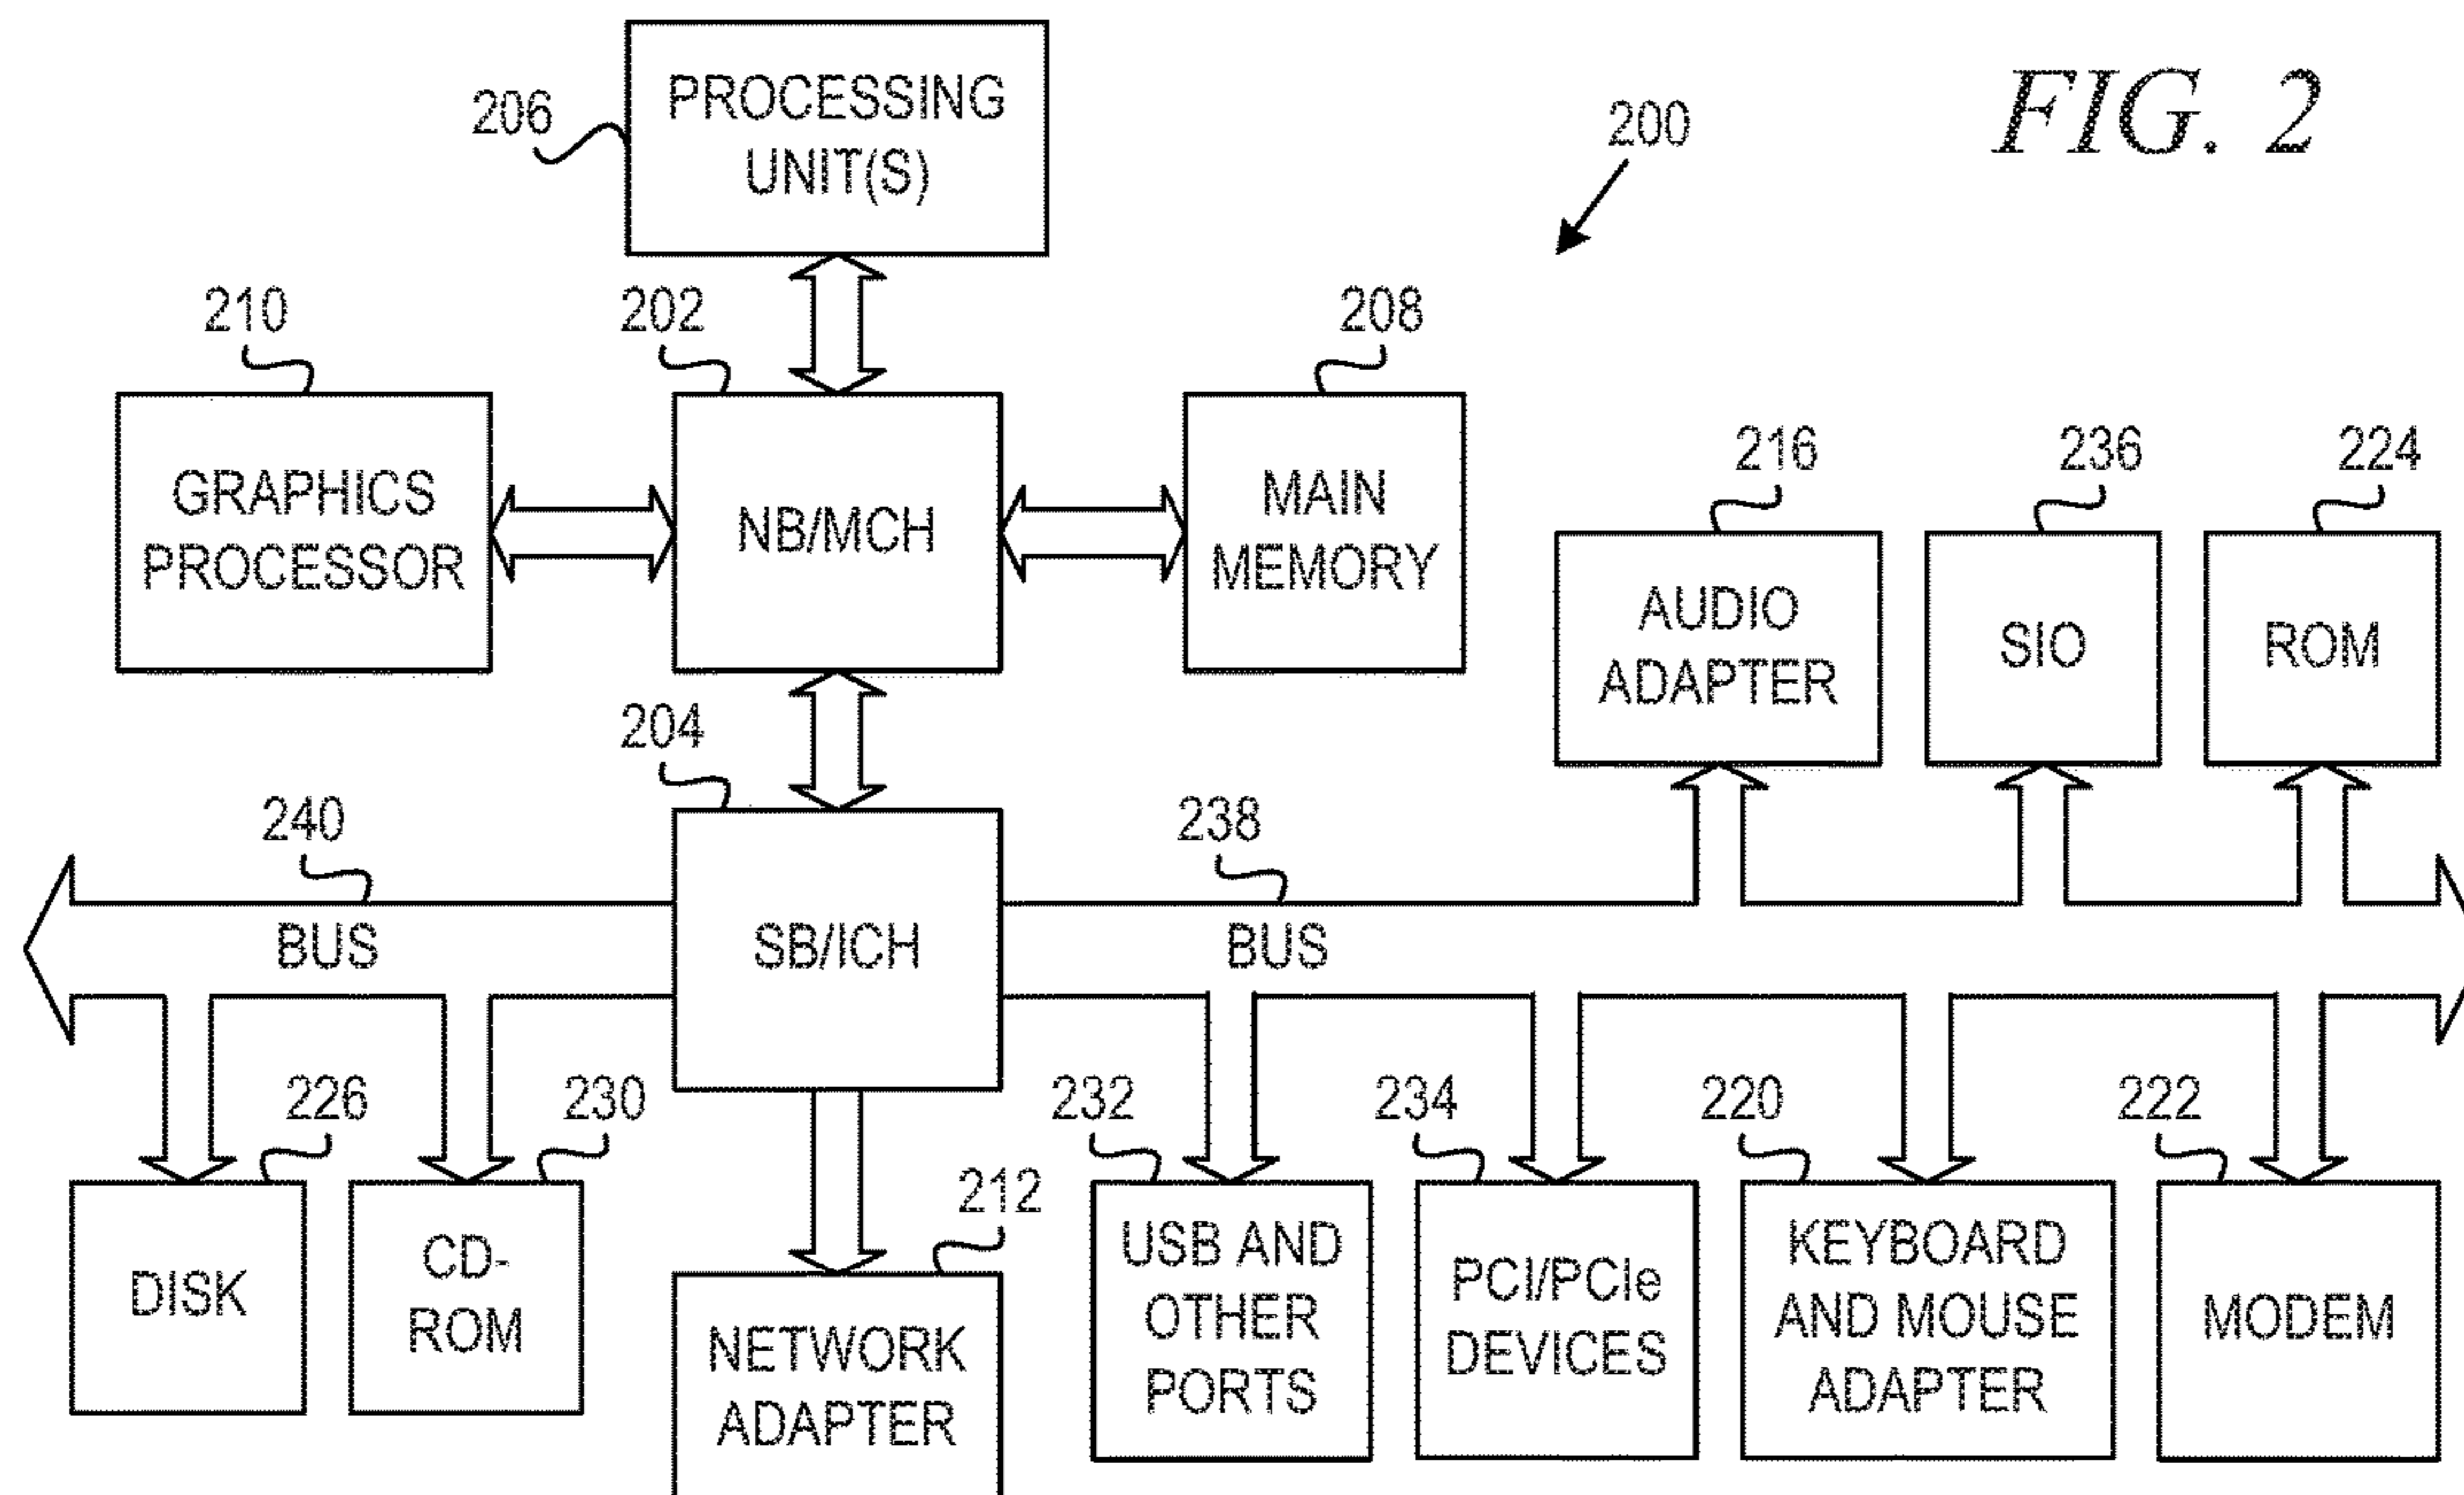 FIG. 2
200
206
PROCESSING
UNIT(S)
210
202
208
GRAPHICS
PROCESSOR
NB/MCH
MAIN
MEMORY
216
236
224
AUDIO
ADAPTER
SIO
ROM
204
240
238
BUS
SB/ICH
BUS
226
230
212
232
234
220
222
DISK
CD-
ROM
NETWORK
ADAPTER
USB AND
OTHER
PORTS
PCI/PCIe
DEVICES
KEYBOARD
AND MOUSE
ADAPTER
MODEM